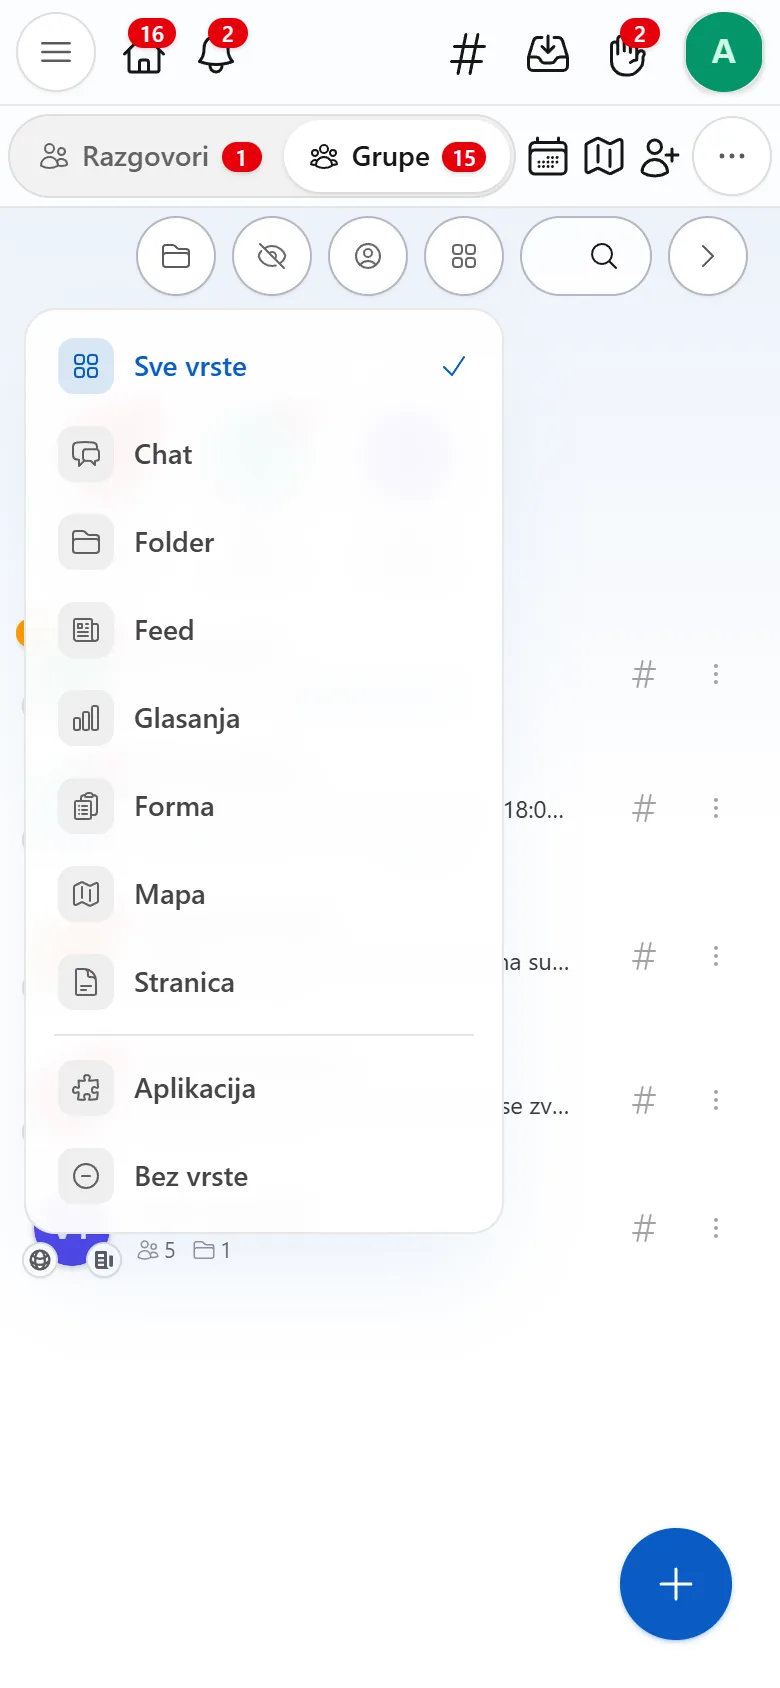 16
2
2
A
Razgovori 1
Grupe 15
Sve vrste
Chat
Folder
Feed
Glasanja
Forma
18:0...
Mapa
su...
Stranica
Aplikacija
se zv...
Bez vrste
5 1